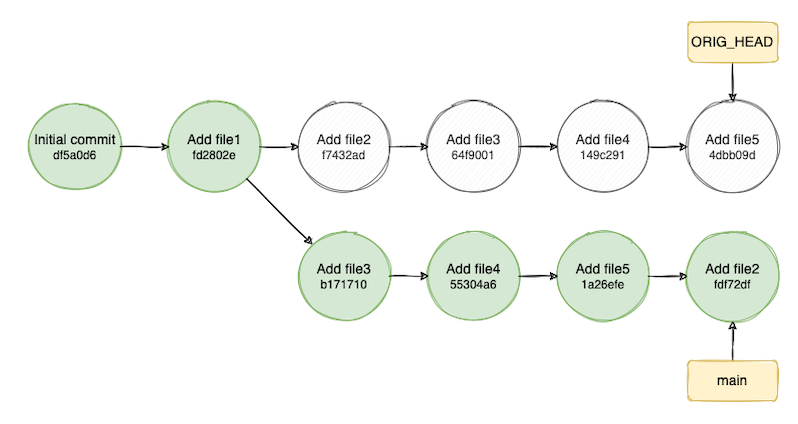 ORIG_HEAD
Initial commit
df5a0d6
Add file1
fd2802e
Add file2
f7432ad
Add file3
64f9001
Add file4
149c291
Add file5
4dbb09d
Add file3
b171710
Add file4
55304a6
Add file5
1a26efe
Add file2
fdf72df
main